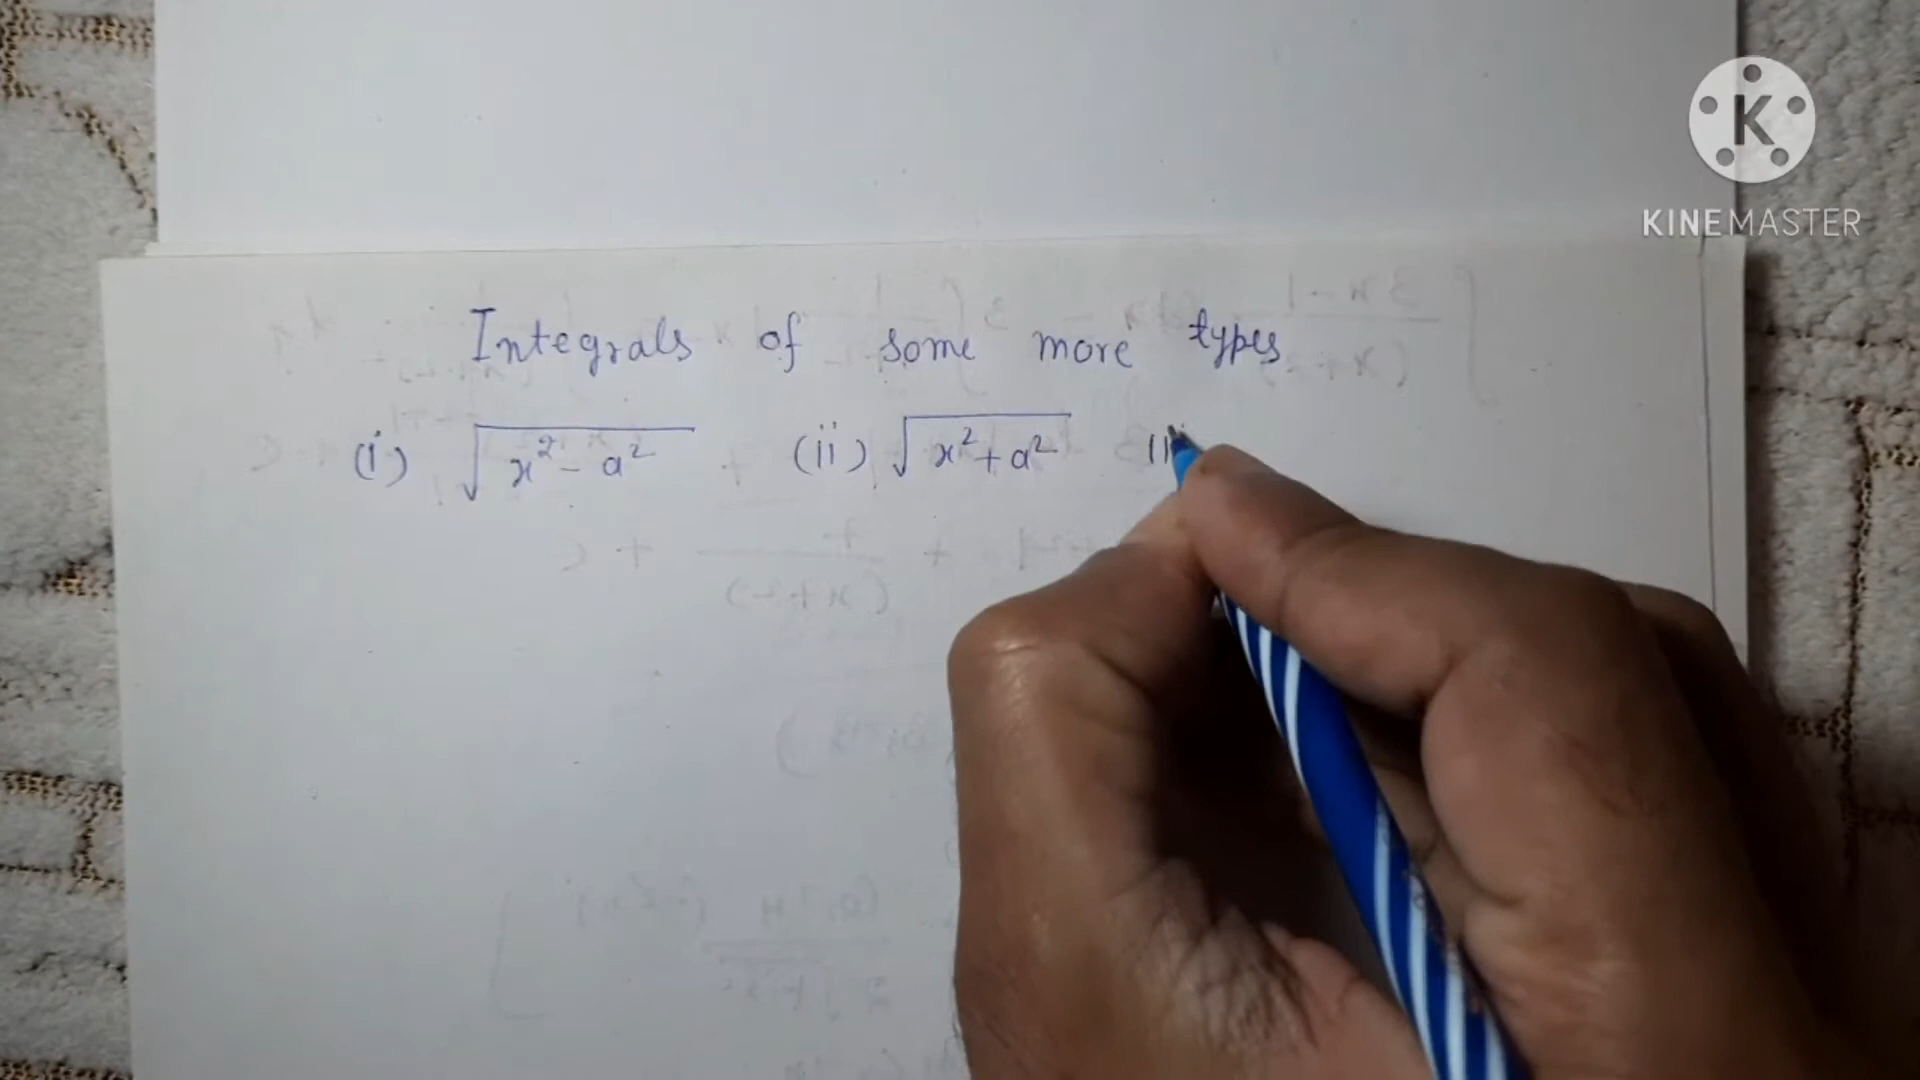 K
KINEMASTER
Integrals of some more types
(i) √(x² - a²) (ii) √(x² + a²)